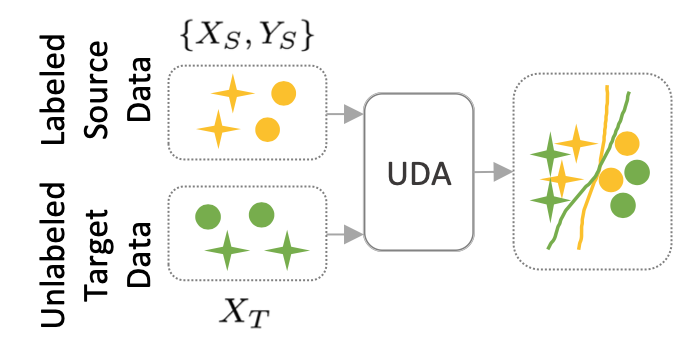 {X_S, Y_S}
Labeled
Source
Data
UDA
Unlabeled
Target
Data
X_T